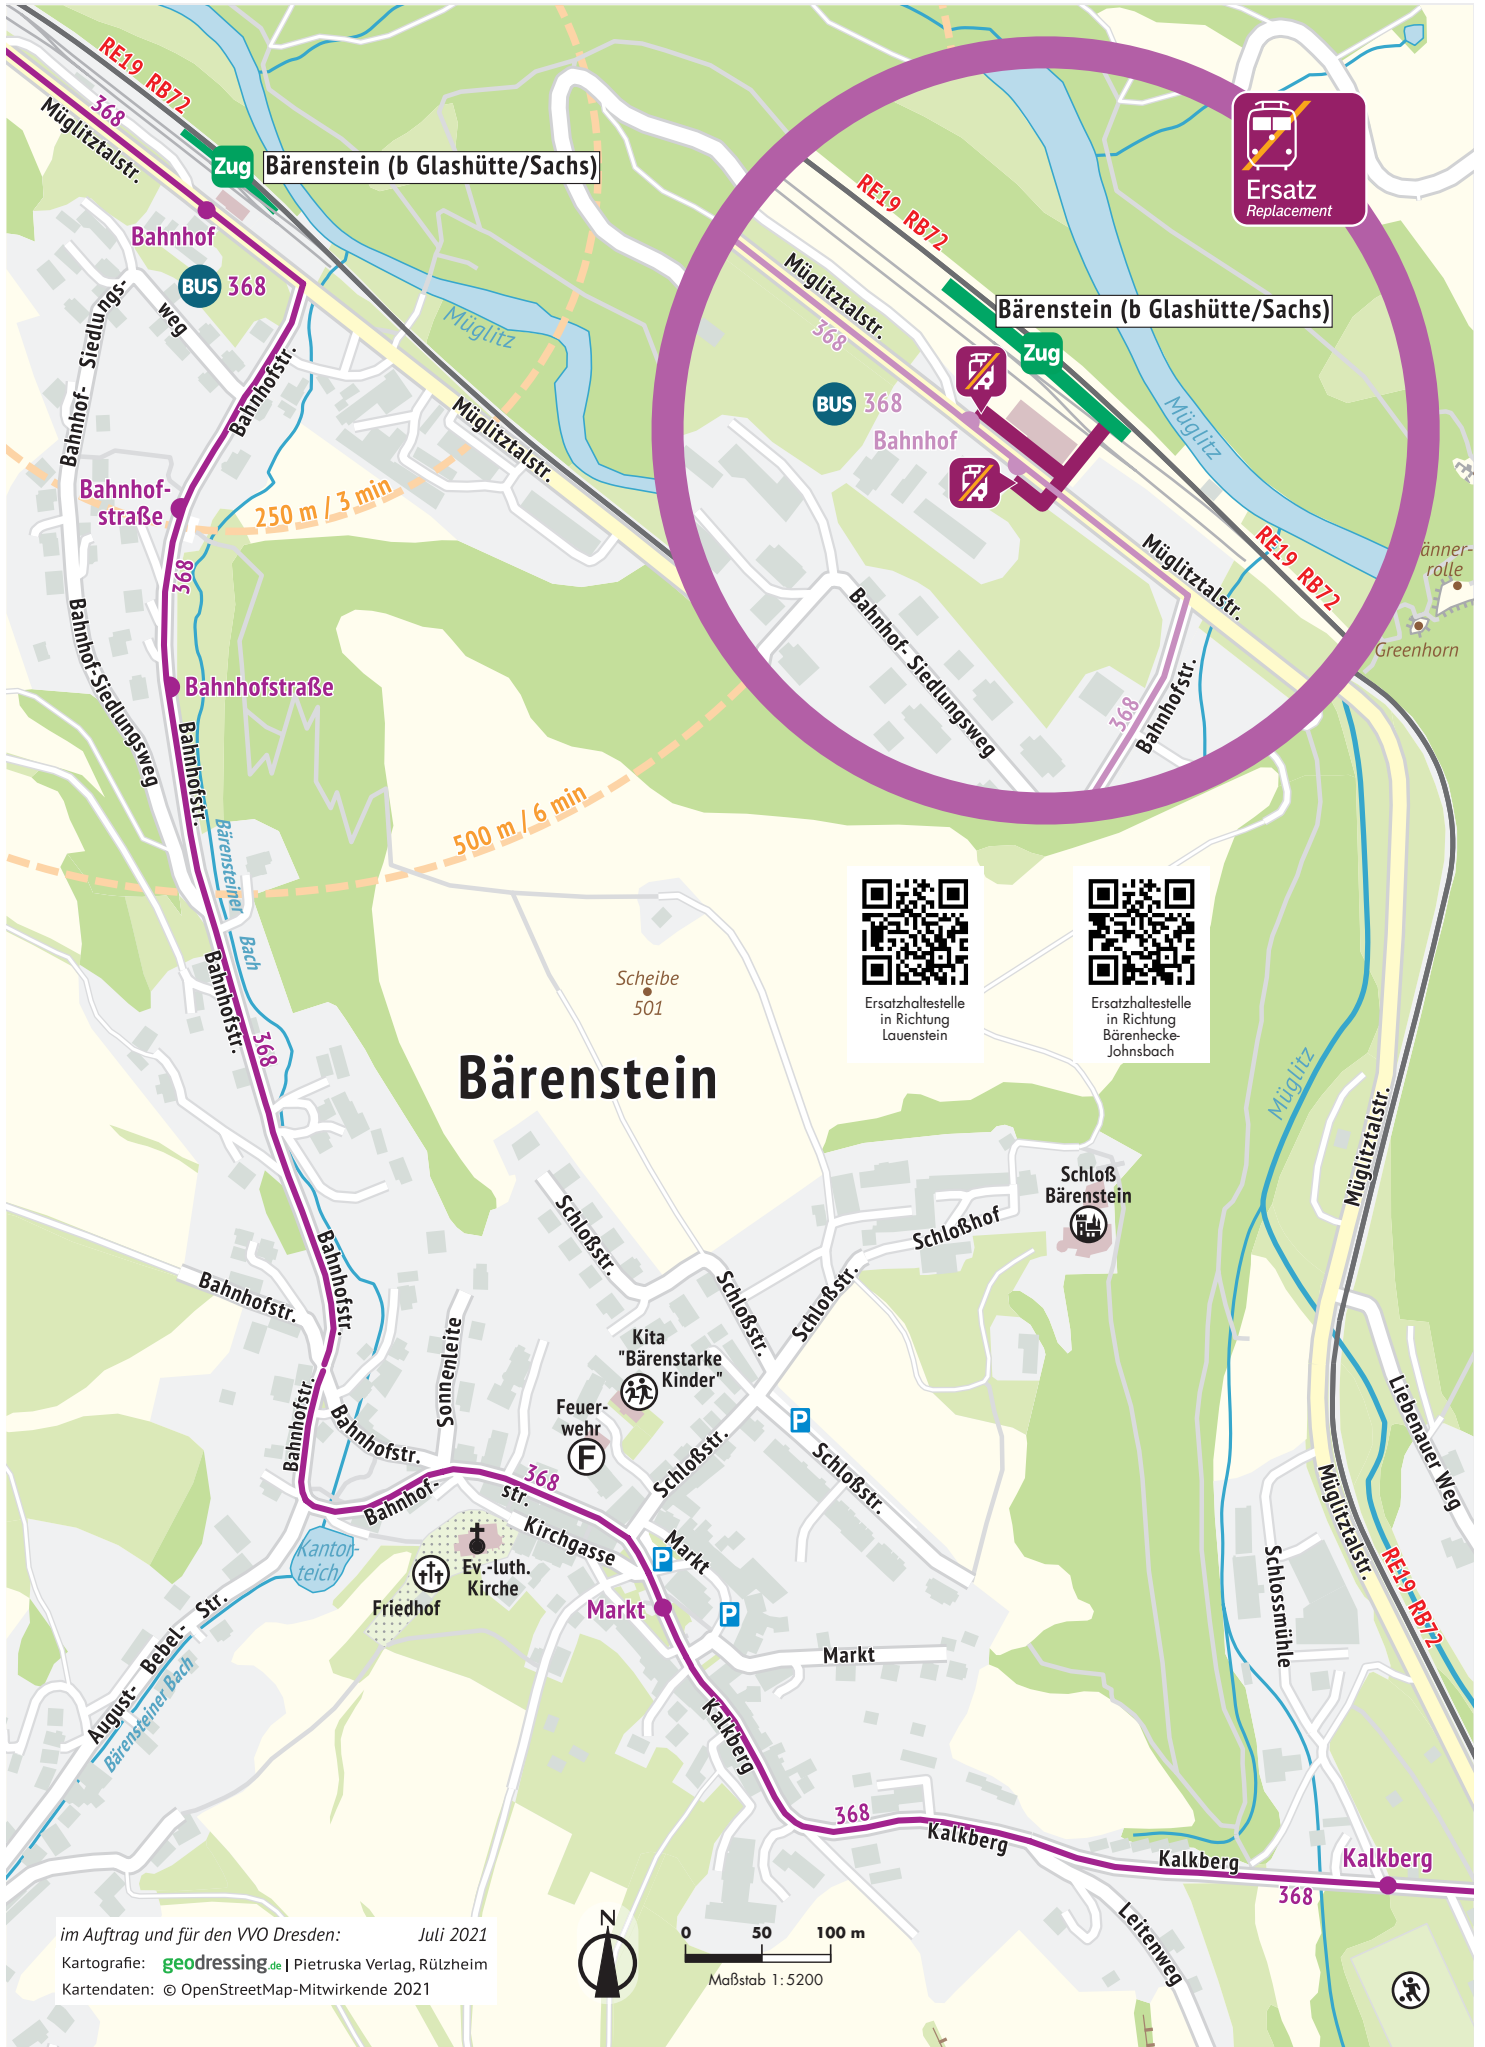 RE19 RB72
368
Müglitztalstr.
Zug
Bärenstein (b Glashütte/Sachs)
Bahnhof
BUS 368
Bahnhof- Siedlungs-
weg
Bahnhofstr.
Müglitz
Müglitztalstr.
Bahnhof-
straße
250 m / 3 min
368
Bahnhof-Siedlungsweg
Bahnhofstraße
Bahnhofstr.
500 m / 6 min
Bärensteiner
Bach
Bahnhofstr.
368
Ersatz
Replacement
RE19 RB72
Müglitztalstr.
368
Bärenstein (b Glashütte/Sachs)
Zug
BUS 368
Bahnhof
Müglitz
Müglitztalstr.
RE19 RB72
Bahnhof- Siedlungsweg
368
Bahnhofstr.
änner-
rolle
Greenhorn
Scheibe
501
Bärenstein
Ersatzhaltestelle
in Richtung
Lauenstein
Ersatzhaltestelle
in Richtung
Bärenhecke-
Johnsbach
Müglitz
Müglitztalstr.
Schloß
Bärenstein
Schloßhof
Schloßstr.
Schloßstr.
Schloßstr.
Bahnhofstr.
Bahnhofstr.
Sonnenleite
Kita
"Bärenstarke
Kinder"
Feuer-
wehr
F
P
Schloßstr.
Schloßstr.
Bahnhofstr.
Bahnhofstr.
Bahnhof-
str.
368
Kirchgasse
Markt
P
Kantor-
teich
Ev.-luth.
Kirche
Friedhof
Markt
P
Markt
August- Bebel- Str.
Bärensteiner Bach
Kalkberg
368
Kalkberg
Kalkberg
368
Kalkberg
Leitenweg
Liebenauer Weg
Müglitztalstr.
RE19 RB72
Schlossmühle
im Auftrag und für den VVO Dresden: Juli 2021
Kartografie: geodressing.de | Pietruska Verlag, Rülzheim
Kartendaten: © OpenStreetMap-Mitwirkende 2021
N
0 50 100 m
Maßstab 1:5200